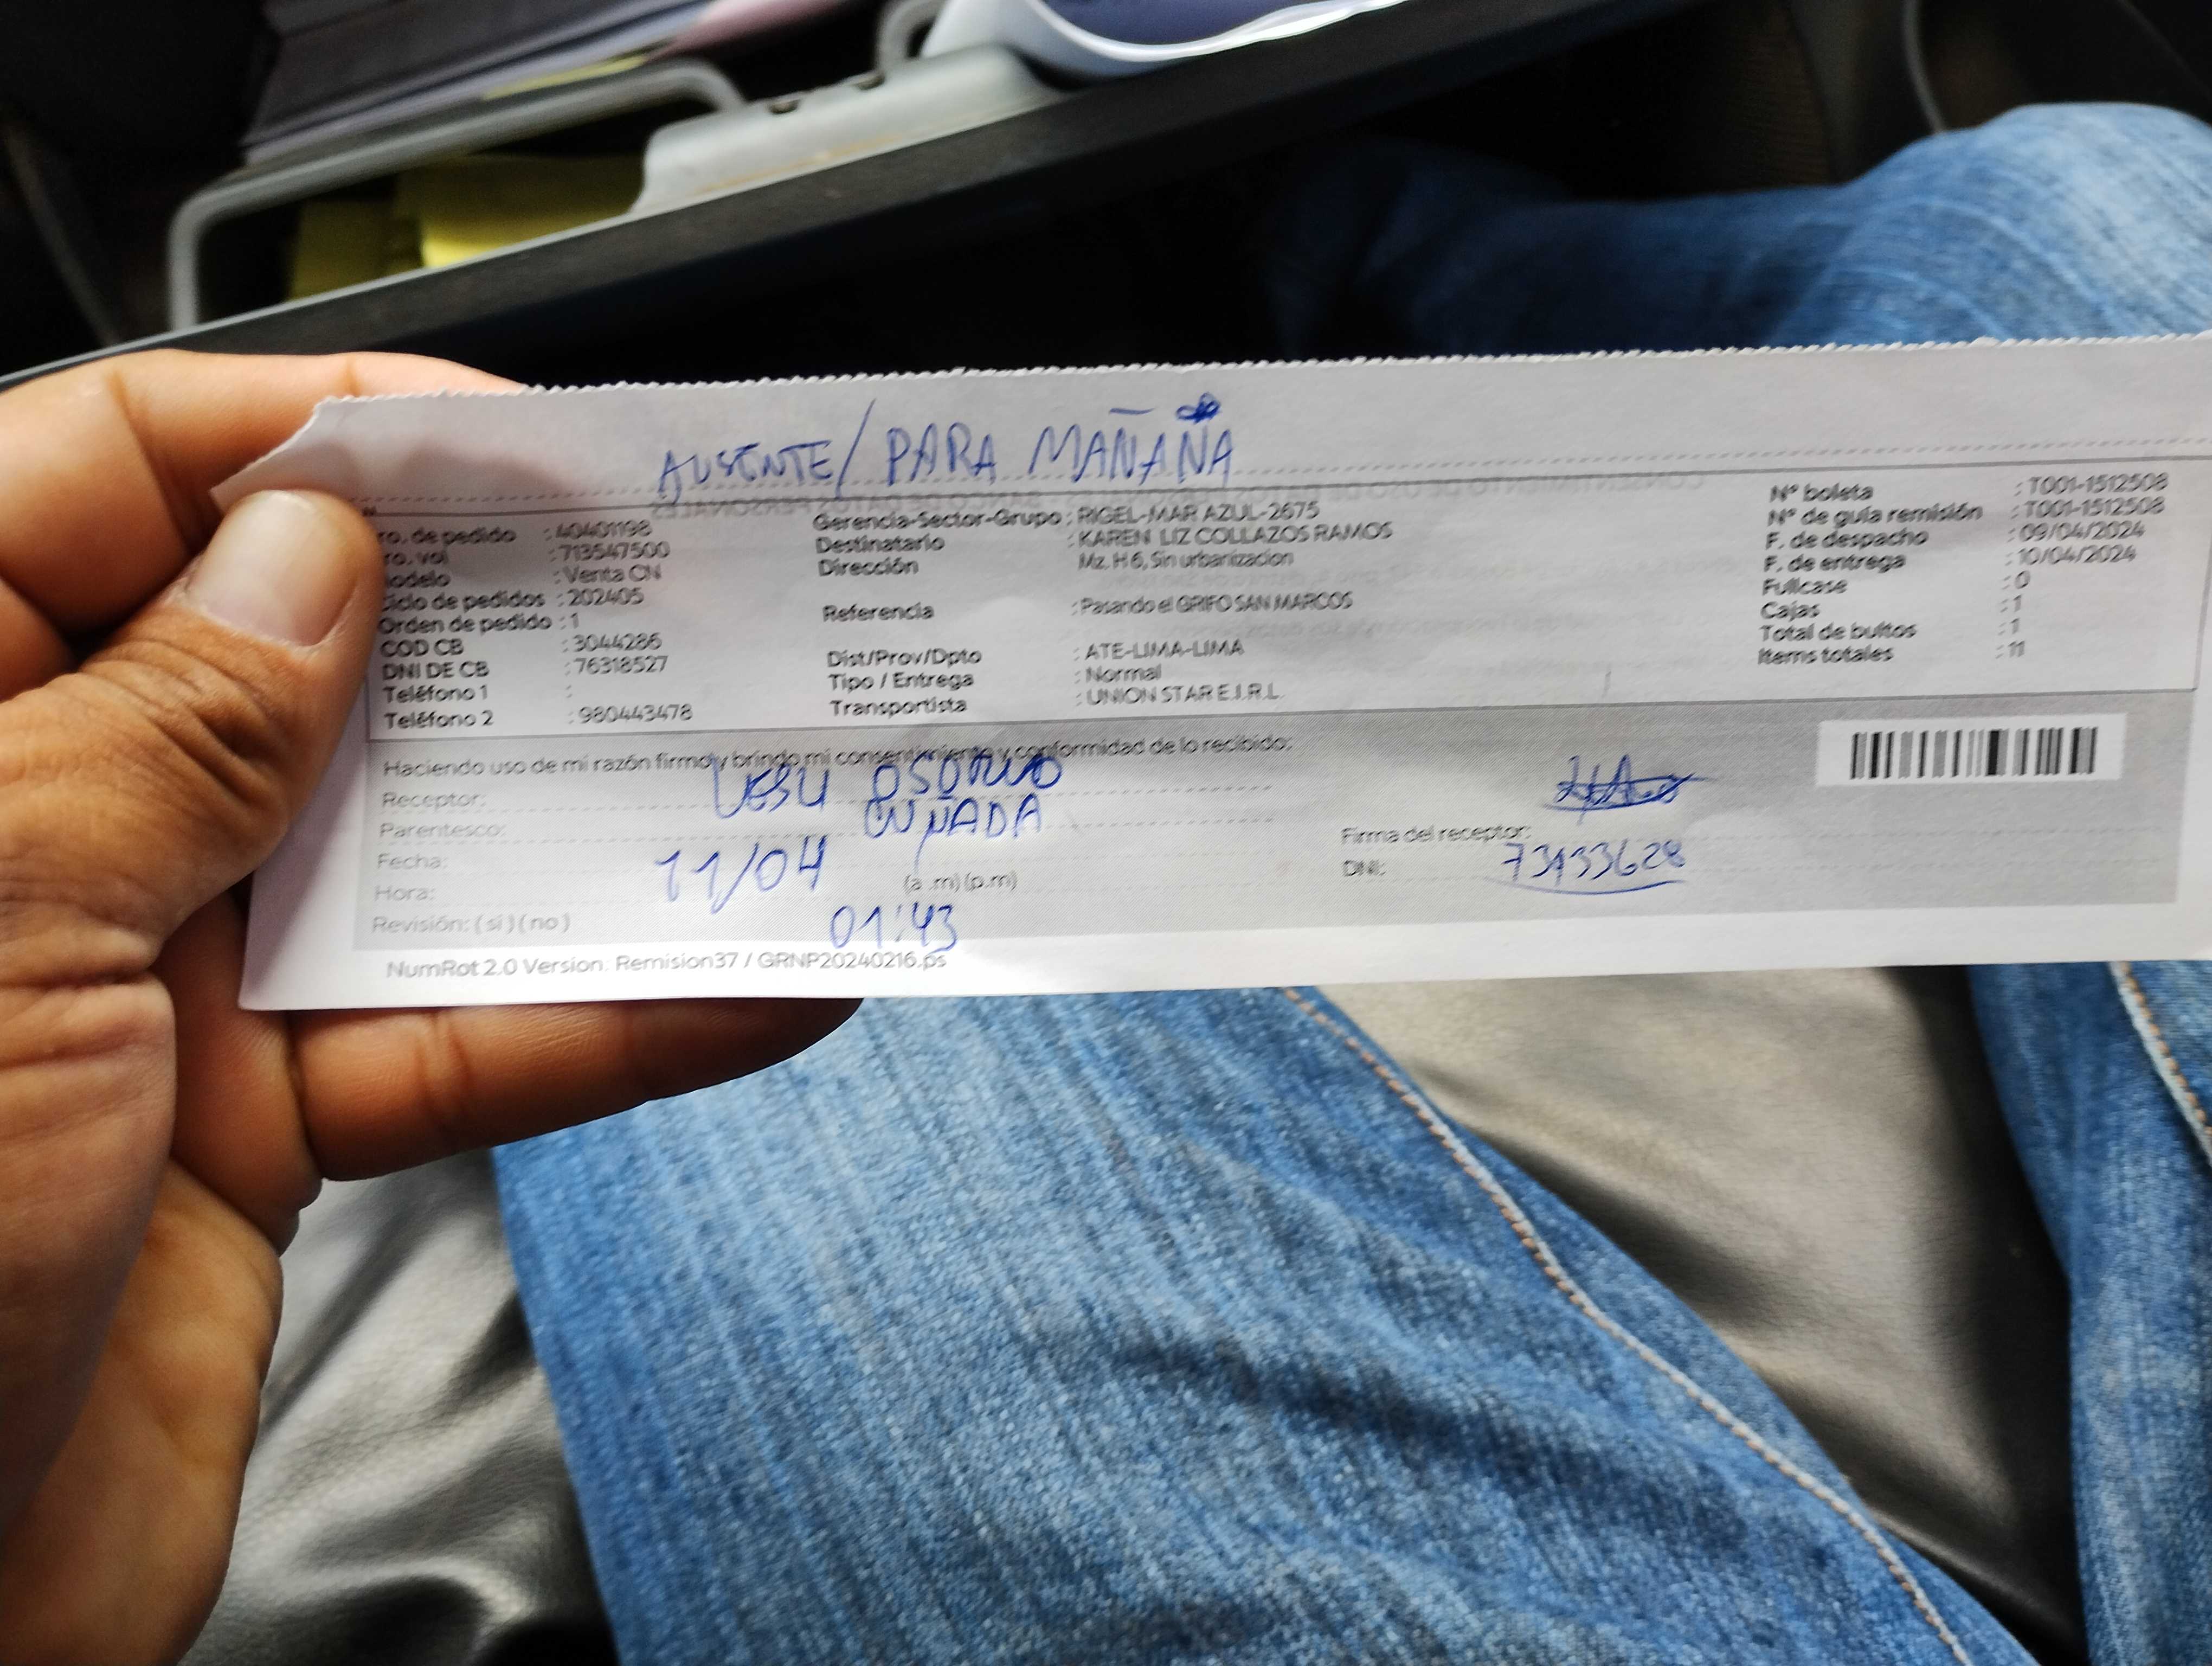 AUSENTE/PARA MAÑANA
ro. de pedido : 40401198
ro. vol : 713547500
odelo : Venta CN
iclo de pedidos : 202405
Orden de pedido : 1
COD CB : 3044286
DNI DE CB : 76318527
Teléfono 1 :
Teléfono 2 : 980443478
Gerencia-Sector-Grupo : RIGEL-MAR AZUL-2675
Destinatario : KAREN LIZ COLLAZOS RAMOS
Dirección Mz. H 6, Sin urbanizacion
Referencia : Pasando el GRIFO SAN MARCOS
Dist/Prov/Dpto : ATE-LIMA-LIMA
Tipo / Entrega : Normal
Transportista : UNION STAR E.I.R.L.
Nº boleta : T001-1512508
Nº de guía remisión : T001-1512508
F. de despacho : 09/04/2024
F. de entrega : 10/04/2024
Fullcase : 0
Cajas : 1
Total de bultos : 1
Items totales : 11
Haciendo uso de mi razón firmo y brindo mi consentimiento y conformidad de lo recibido:
Receptor: OSORIO
Parentesco: CUÑADA
Fecha: 11/04
Hora: (a .m) (p.m)
01:43
Revisión: ( si ) ( no )
Firma del receptor:
DNI: 73133628
NumRot 2.0 Version: Remision37 / GRNP20240216.ps